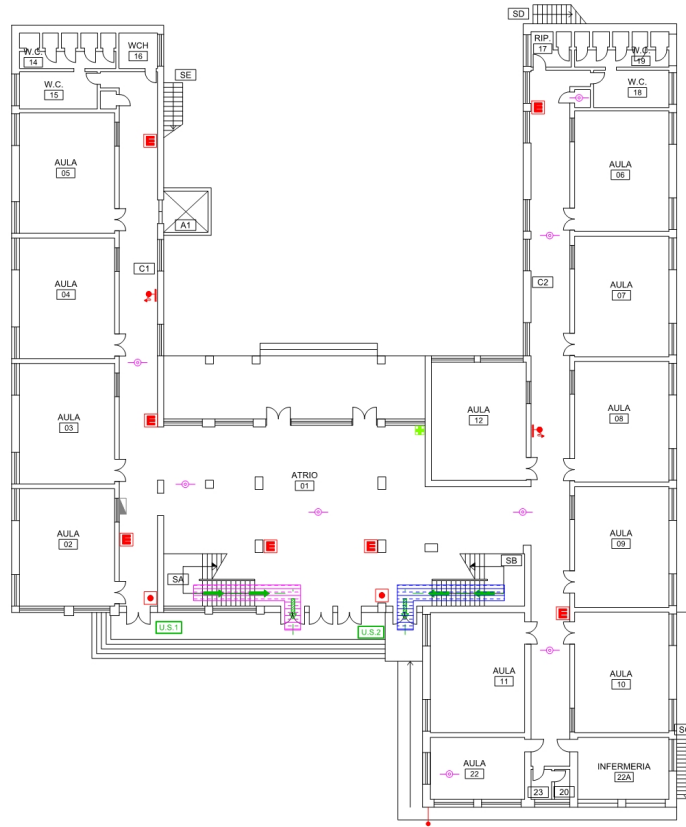 SD
W.C.
14
WCH
16
RIP.
17
W.C.
19
SE
W.C.
15
W.C.
18
AULA
05
AULA
06
A1
C1
C2
AULA
04
AULA
07
AULA
03
AULA
12
AULA
08
ATRIO
01
AULA
02
AULA
09
SA
SB
U.S.1
U.S.2
AULA
11
AULA
10
AULA
22
INFERMERIA
22A
23
20